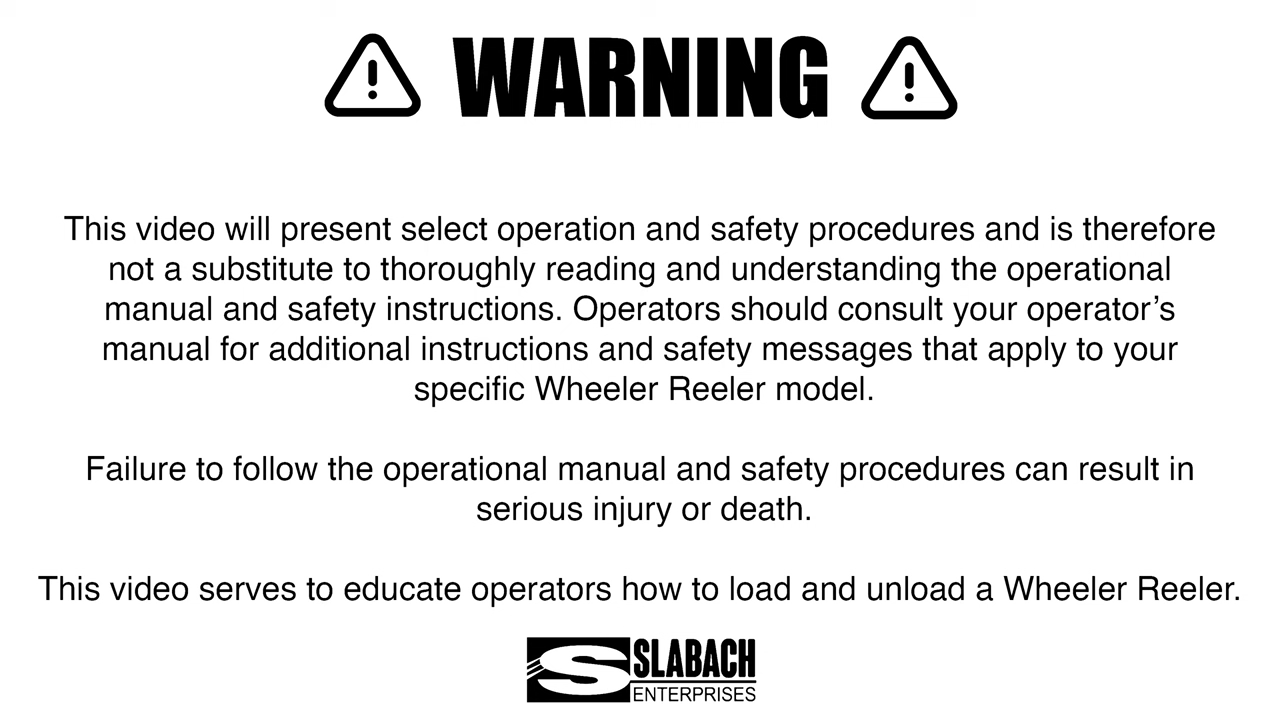 WARNING
This video will present select operation and safety procedures and is therefore
not a substitute to thoroughly reading and understanding the operational
manual and safety instructions. Operators should consult your operator’s
manual for additional instructions and safety messages that apply to your
specific Wheeler Reeler model.
Failure to follow the operational manual and safety procedures can result in
serious injury or death.
This video serves to educate operators how to load and unload a Wheeler Reeler.
SLABACH
ENTERPRISES